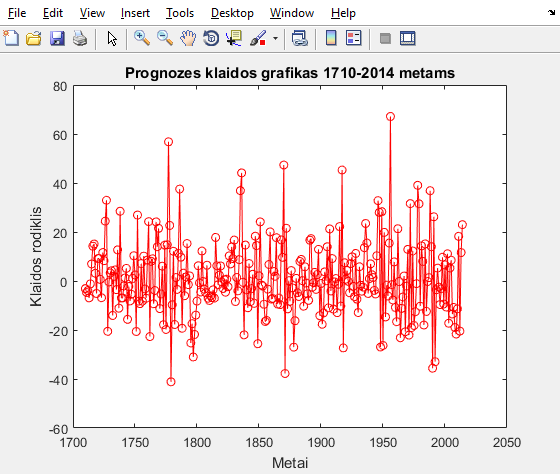 File Edit View Insert Tools Desktop Window Help
Prognozes klaidos grafikas 1710-2014 metams
80
60
40
20
0
-20
-40
-60
Klaidos rodiklis
1700 1750 1800 1850 1900 1950 2000 2050
Metai